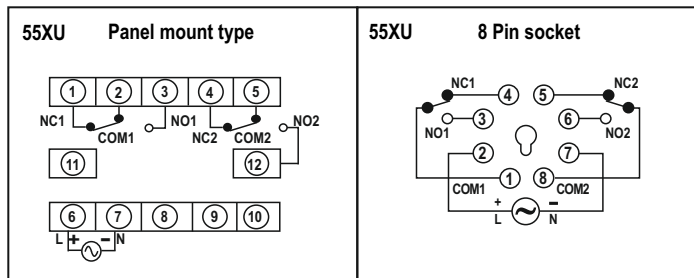 55XU Panel mount type
1 2 3 4 5
NC1 COM1 NO1 NC2 COM2 NO2
11 12
6 7 8 9 10
L + − N
55XU 8 Pin socket
NC1 4 5 NC2
NO1 3 6 NO2
2 7
COM1 1 8 COM2
+ −
L N